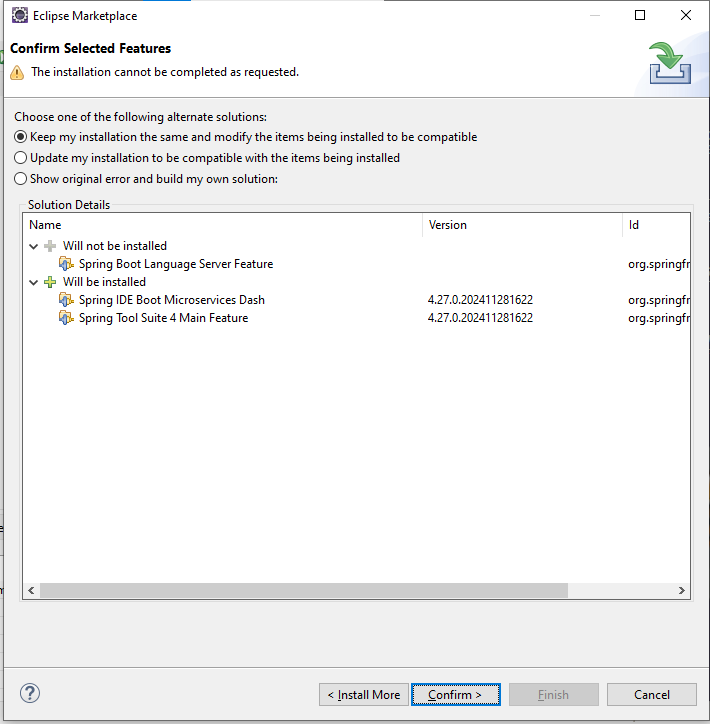 Eclipse Marketplace
Confirm Selected Features
The installation cannot be completed as requested.
Choose one of the following alternate solutions:
Keep my installation the same and modify the items being installed to be compatible
Update my installation to be compatible with the items being installed
Show original error and build my own solution:
Solution Details
Name Version Id
Will not be installed
Spring Boot Language Server Feature org.springfr
Will be installed
Spring IDE Boot Microservices Dash 4.27.0.202411281622 org.springfr
Spring Tool Suite 4 Main Feature 4.27.0.202411281622 org.springfr
? < Install More Confirm > Finish Cancel